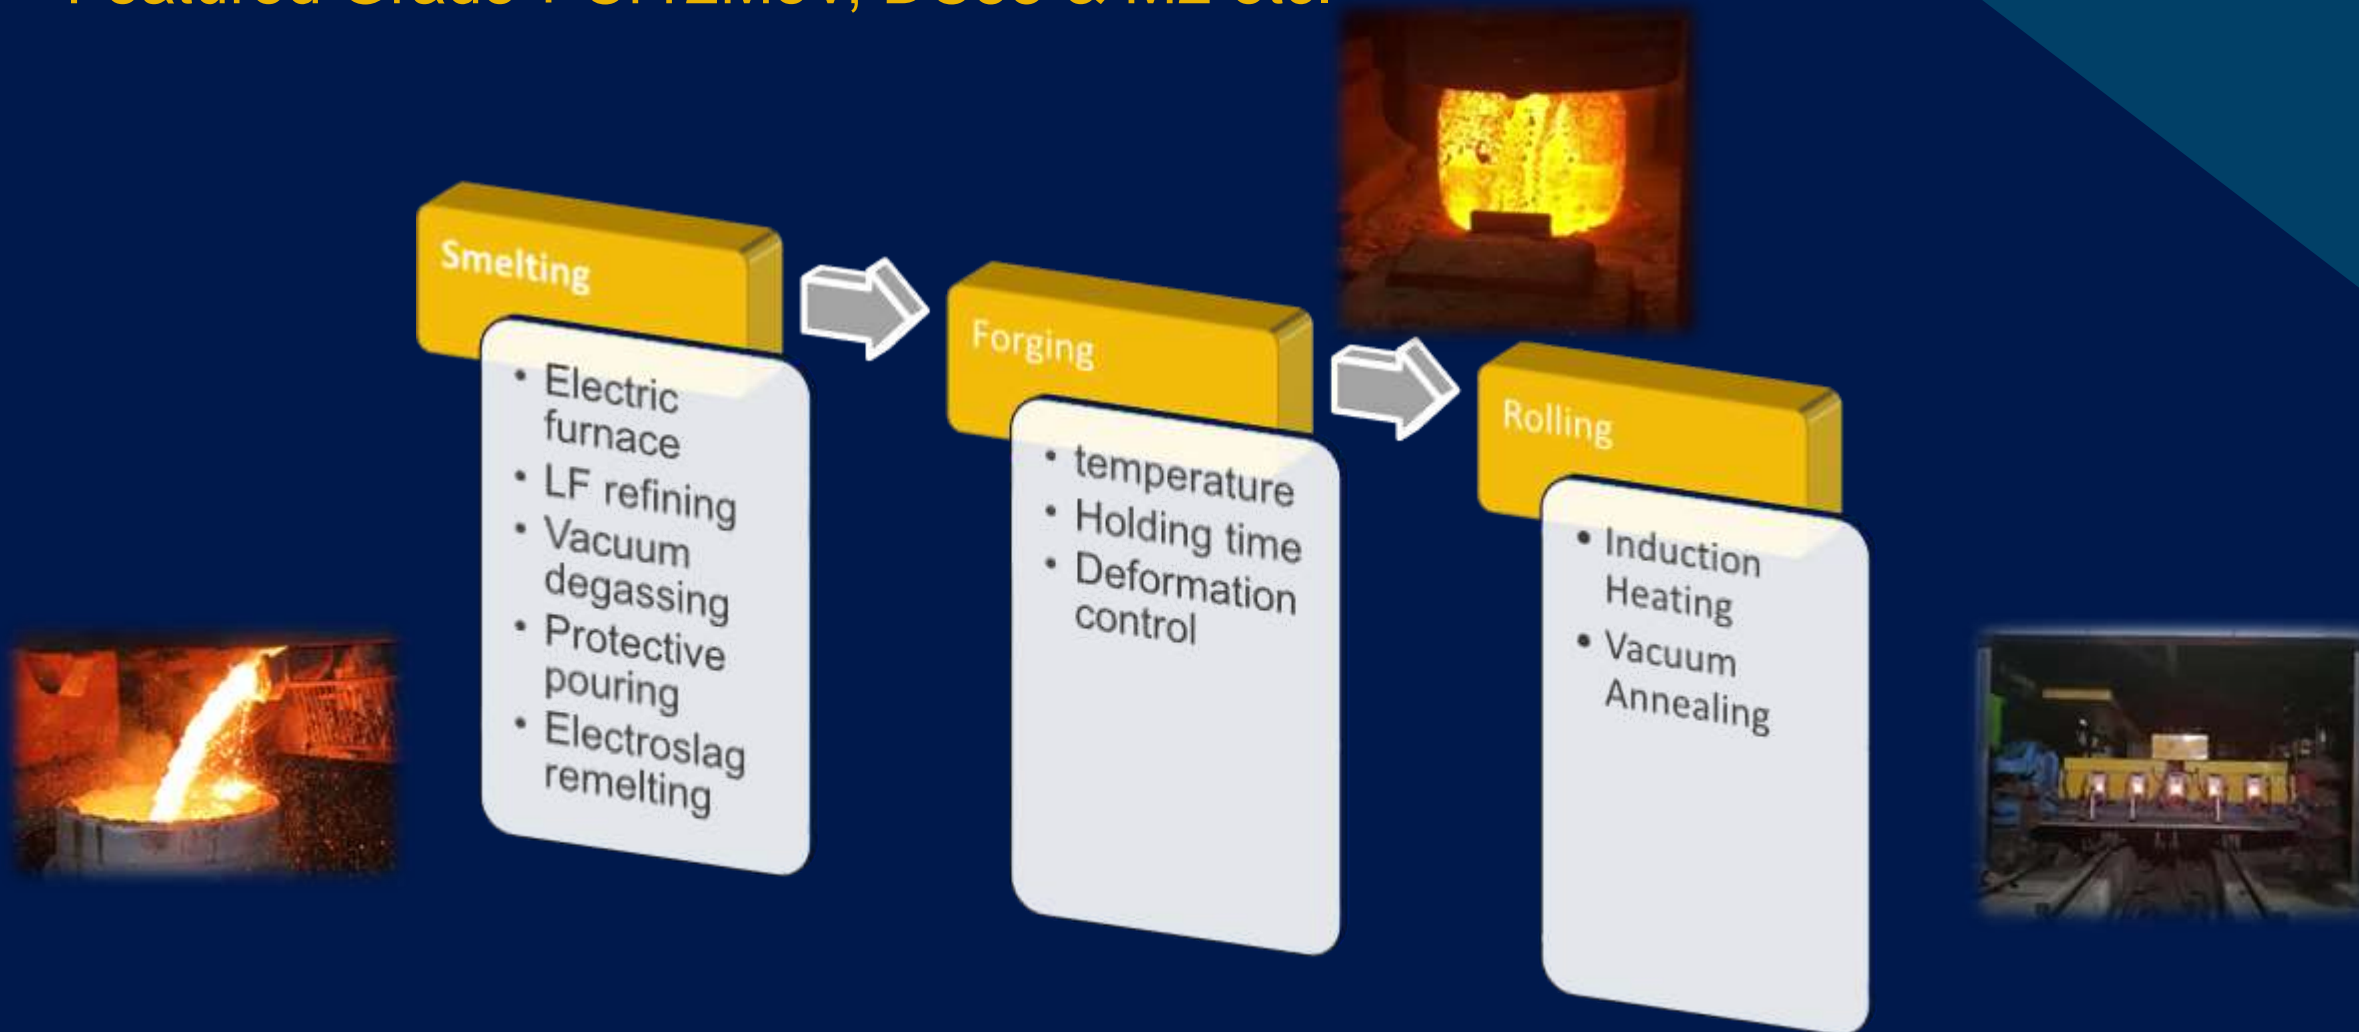 Smelting
• Electric
furnace
• LF refining
• Vacuum
degassing
• Protective
pouring
• Electroslag
remelting
Forging
• temperature
• Holding time
• Deformation
control
Rolling
• Induction
Heating
• Vacuum
Annealing